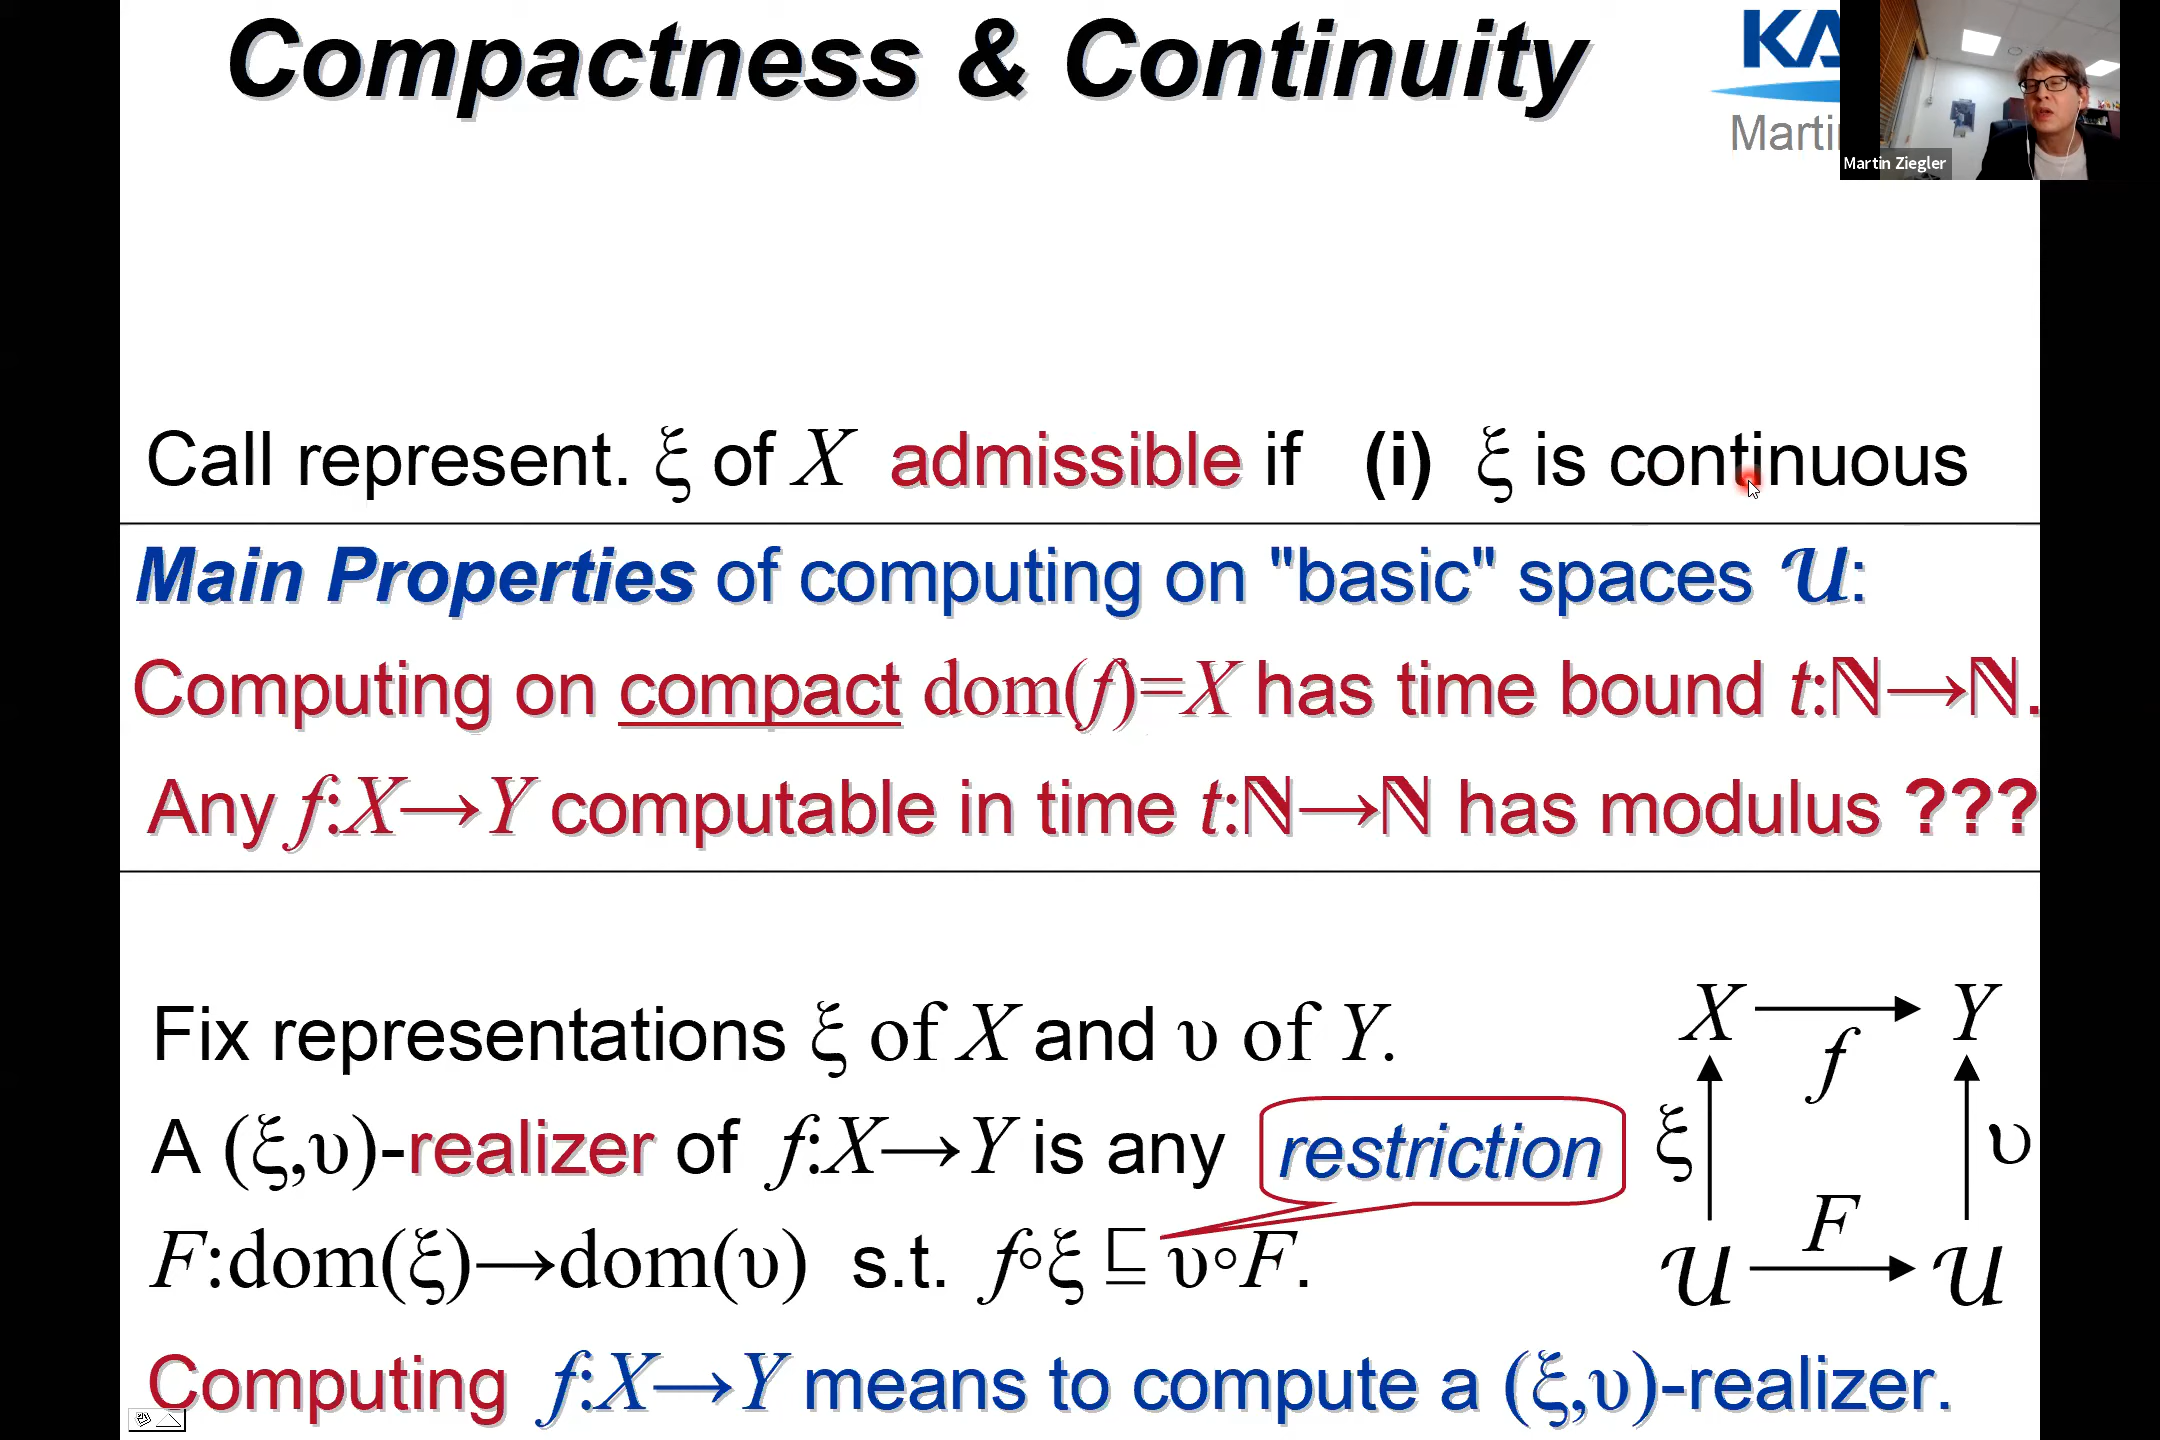 Compactness & Continuity
KA
Marti
Martin Ziegler
Call represent. ξ of X admissible if (i) ξ is continuous
Main Properties of computing on "basic" spaces 𝒰:
Computing on compact dom(f)=X has time bound t:ℕ→ℕ.
Any f:X→Y computable in time t:ℕ→ℕ has modulus ???
Fix representations ξ of X and υ of Y.
A (ξ,υ)-realizer of f:X→Y is any restriction
F:dom(ξ)→dom(υ) s.t. f∘ξ ⊑ υ∘F.
X Y
f
ξ υ
F
𝒰 𝒰
Computing f:X→Y means to compute a (ξ,υ)-realizer.